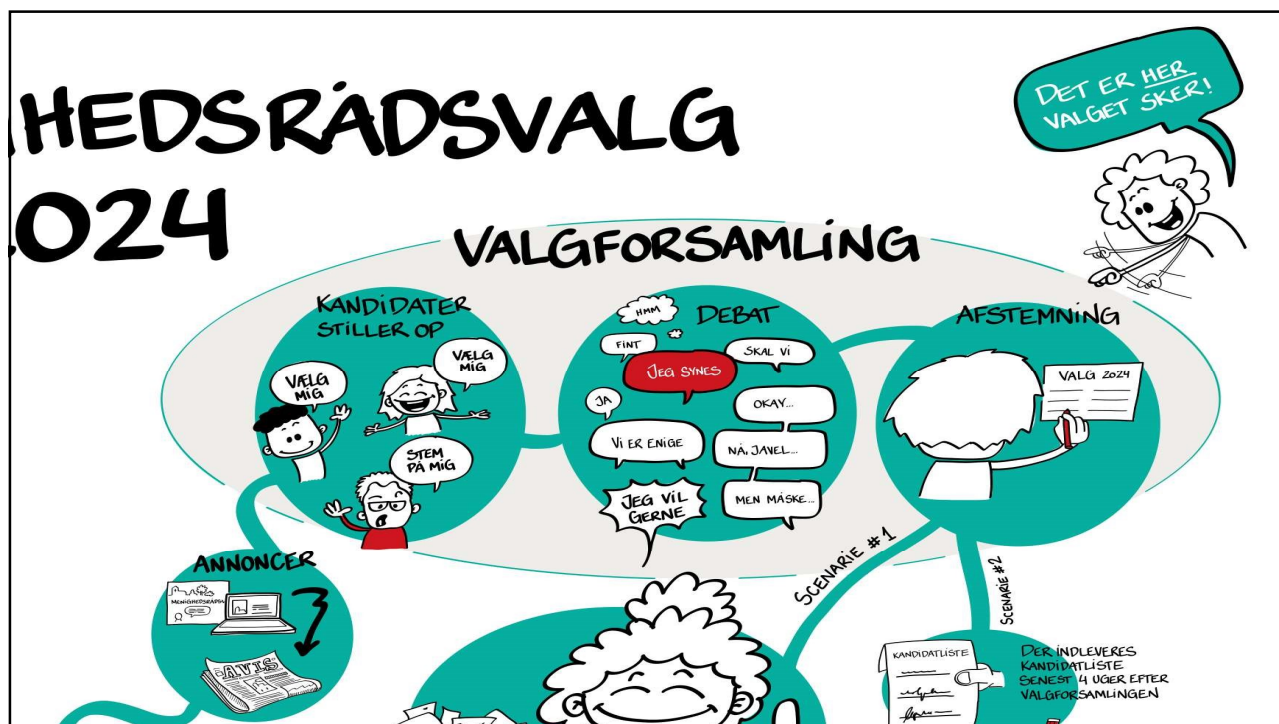 HEDSRÅDSVALG
2024
DET ER HER
VALGET SKER!
VALGFORSAMLING
KANDIDATER
STILLER OP
VÆLG
MIG
VÆLG
MIG
STEM
PÅ MIG
DEBAT
HMM
FINT
SKAL VI
JEG SYNES
JA
OKAY...
VI ER ENIGE
NÅ, JAVEL...
JEG VIL
GERNE
MEN MÅSKE...
AFSTEMNING
VALG 2024
ANNONCER
MENIGHEDSRÅDSV
AVIS
SCENARIE #1
SCENARIE #2
KANDIDATLISTE
DER INDLEVERES
KANDIDATLISTE
SENEST 4 UGER EFTER
VALGFORSAMLINGEN